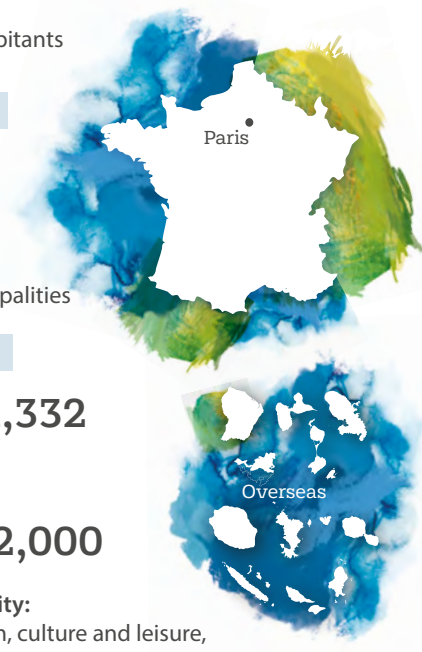 bitants
Paris
palities
,332
Overseas
2,000
ity:
n, culture and leisure,